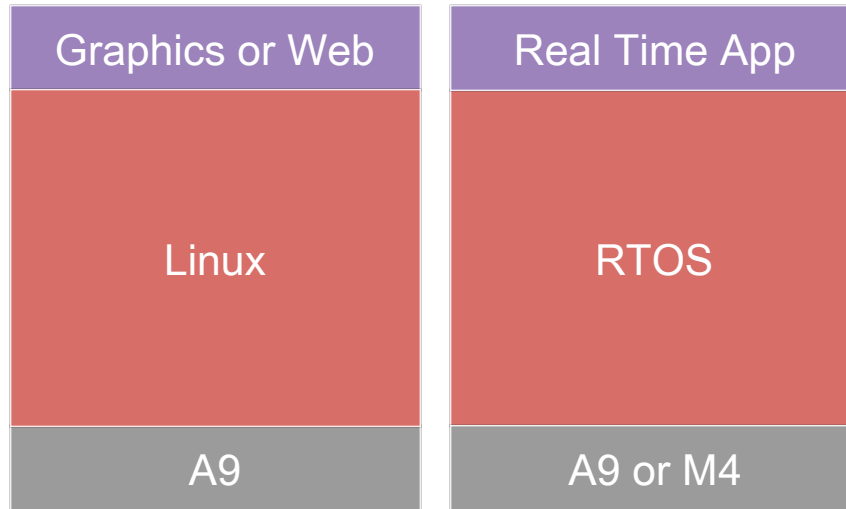 Graphics or Web
Linux
A9
Real Time App
RTOS
A9 or M4